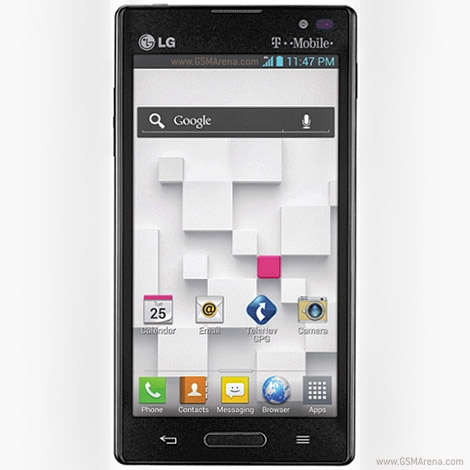 LG
T··Mobile·
www.GSMArena.com
11:47 PM
Google
Tue
25
@
Calendar
Email
TeleNav
GPS
Camera
Phone
Contacts
Messaging
Browser
Apps
www.GSMArena.com